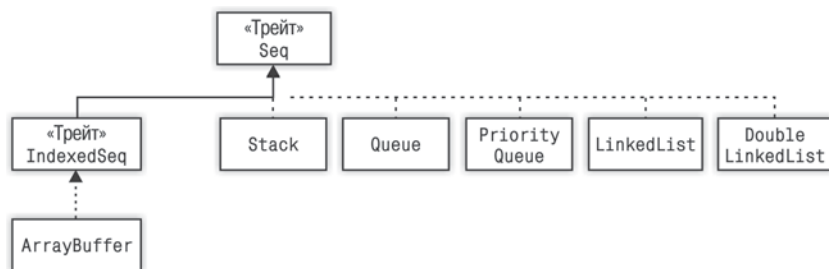 «Трейт»
Seq
«Трейт»
IndexedSeq
Stack
Queue
Priority
Queue
LinkedList
Double
LinkedList
ArrayBuffer